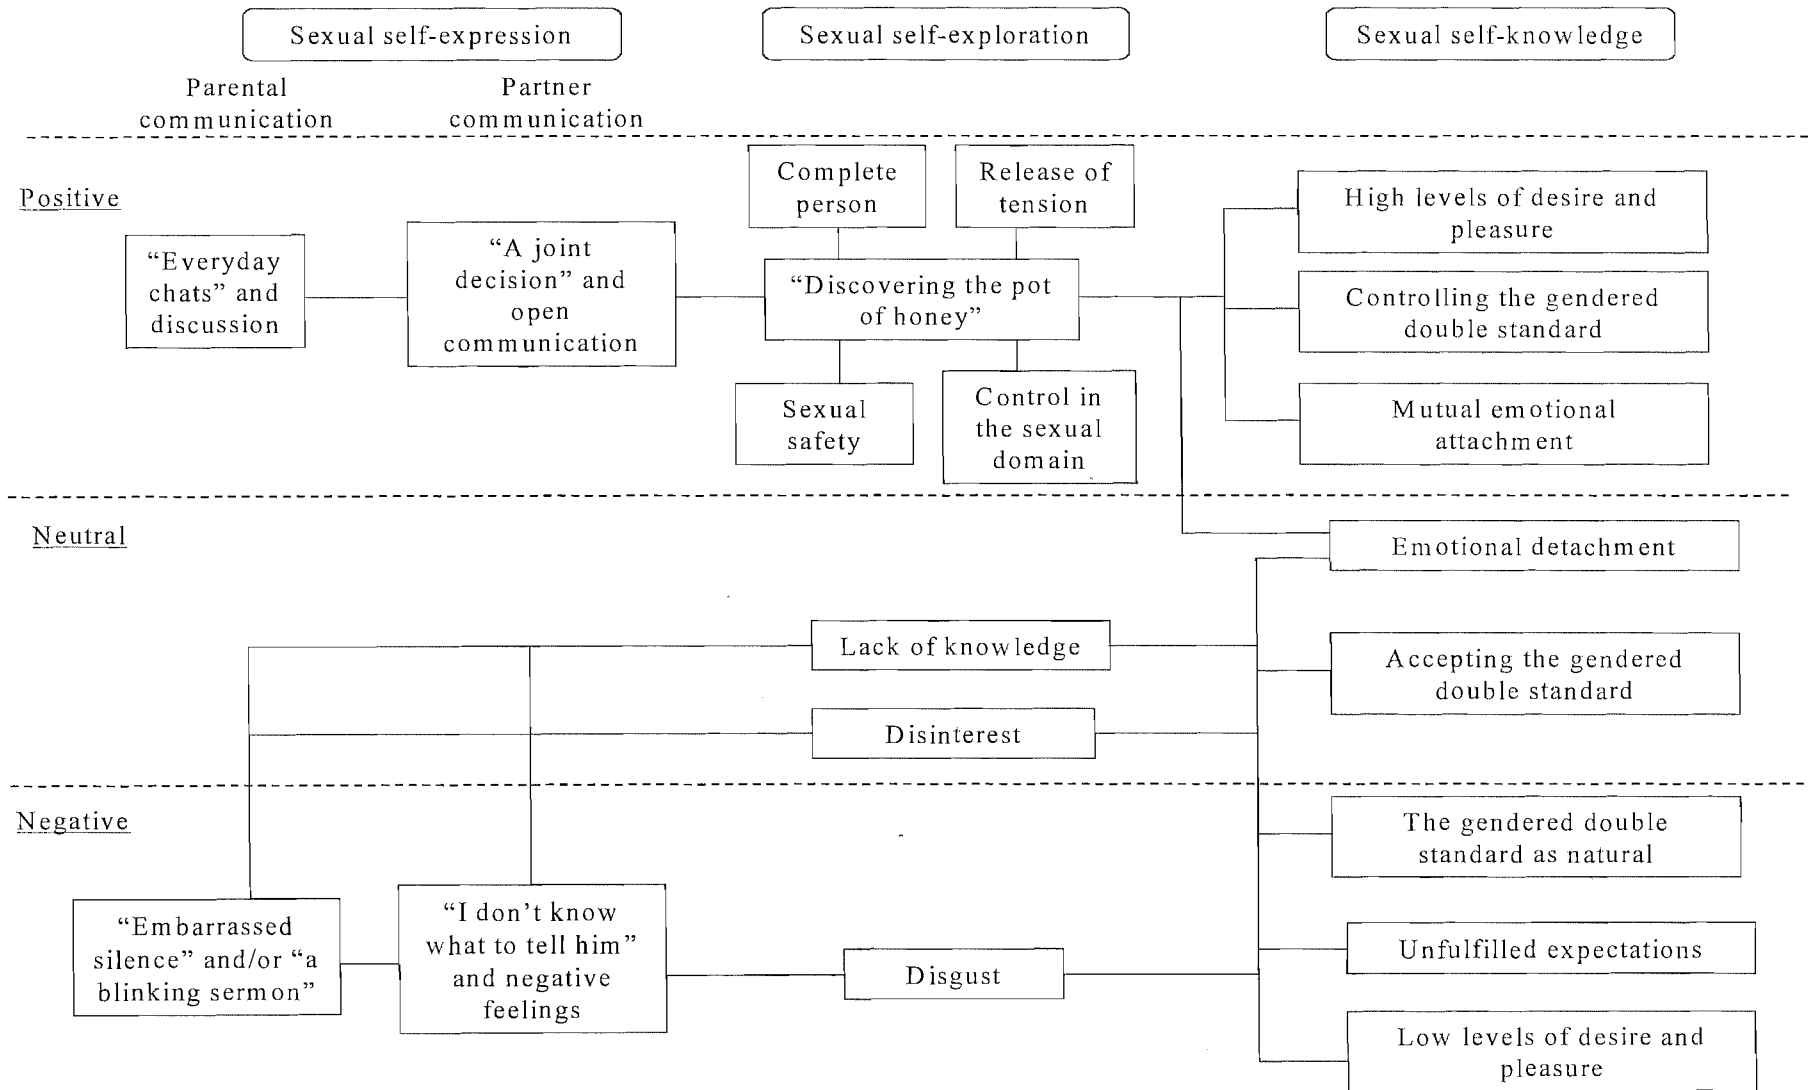 Sexual self-expression
Sexual self-exploration
Sexual self-knowledge
Parental
communication
Partner
communication
Positive
“Everyday
chats” and
discussion
“A joint
decision” and
open
communication
Complete
person
Release of
tension
“Discovering the pot
of honey”
Sexual
safety
Control in
the sexual
domain
High levels of desire and
pleasure
Controlling the gendered
double standard
Mutual emotional
attachment
Neutral
Emotional detachment
Lack of knowledge
Accepting the gendered
double standard
Disinterest
Negative
The gendered double
standard as natural
“Embarrassed
silence” and/or “a
blinking sermon”
“I don’t know
what to tell him”
and negative
feelings
Disgust
Unfulfilled expectations
Low levels of desire and
pleasure